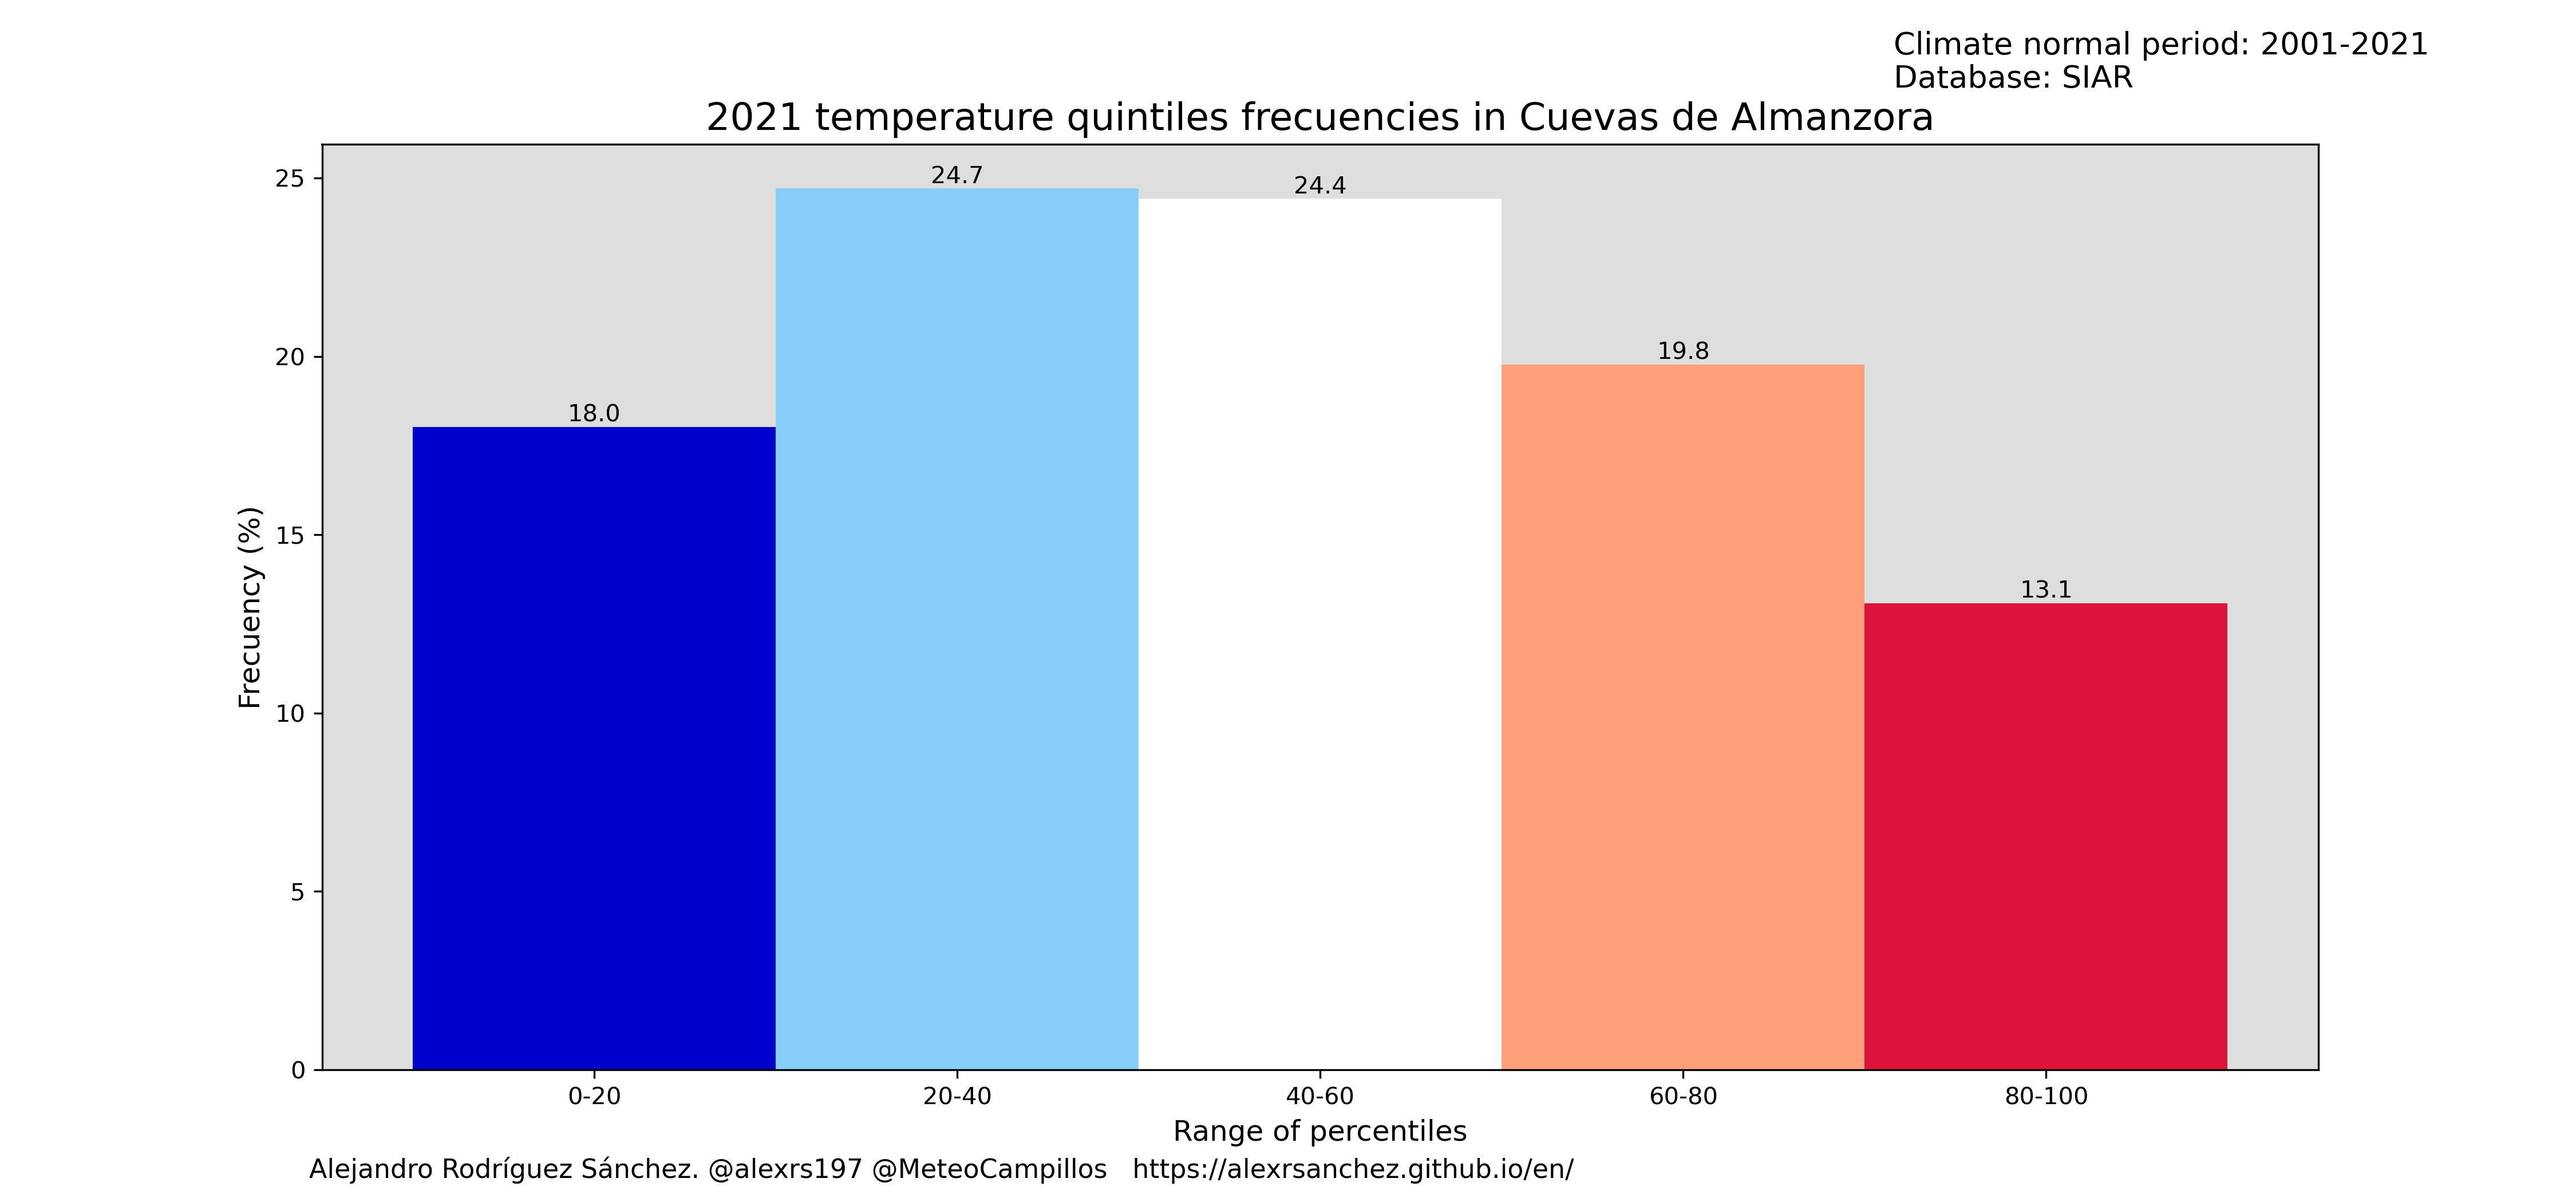 Climate normal period: 2001-2021
Database: SIAR
2021 temperature quintiles frecuencies in Cuevas de Almanzora
25
20
15
10
5
0
Frecuency (%)
18.0
24.7
24.4
19.8
13.1
0-20
20-40
40-60
60-80
80-100
Range of percentiles
Alejandro Rodríguez Sánchez. @alexrs197 @MeteoCampillos   https://alexrsanchez.github.io/en/